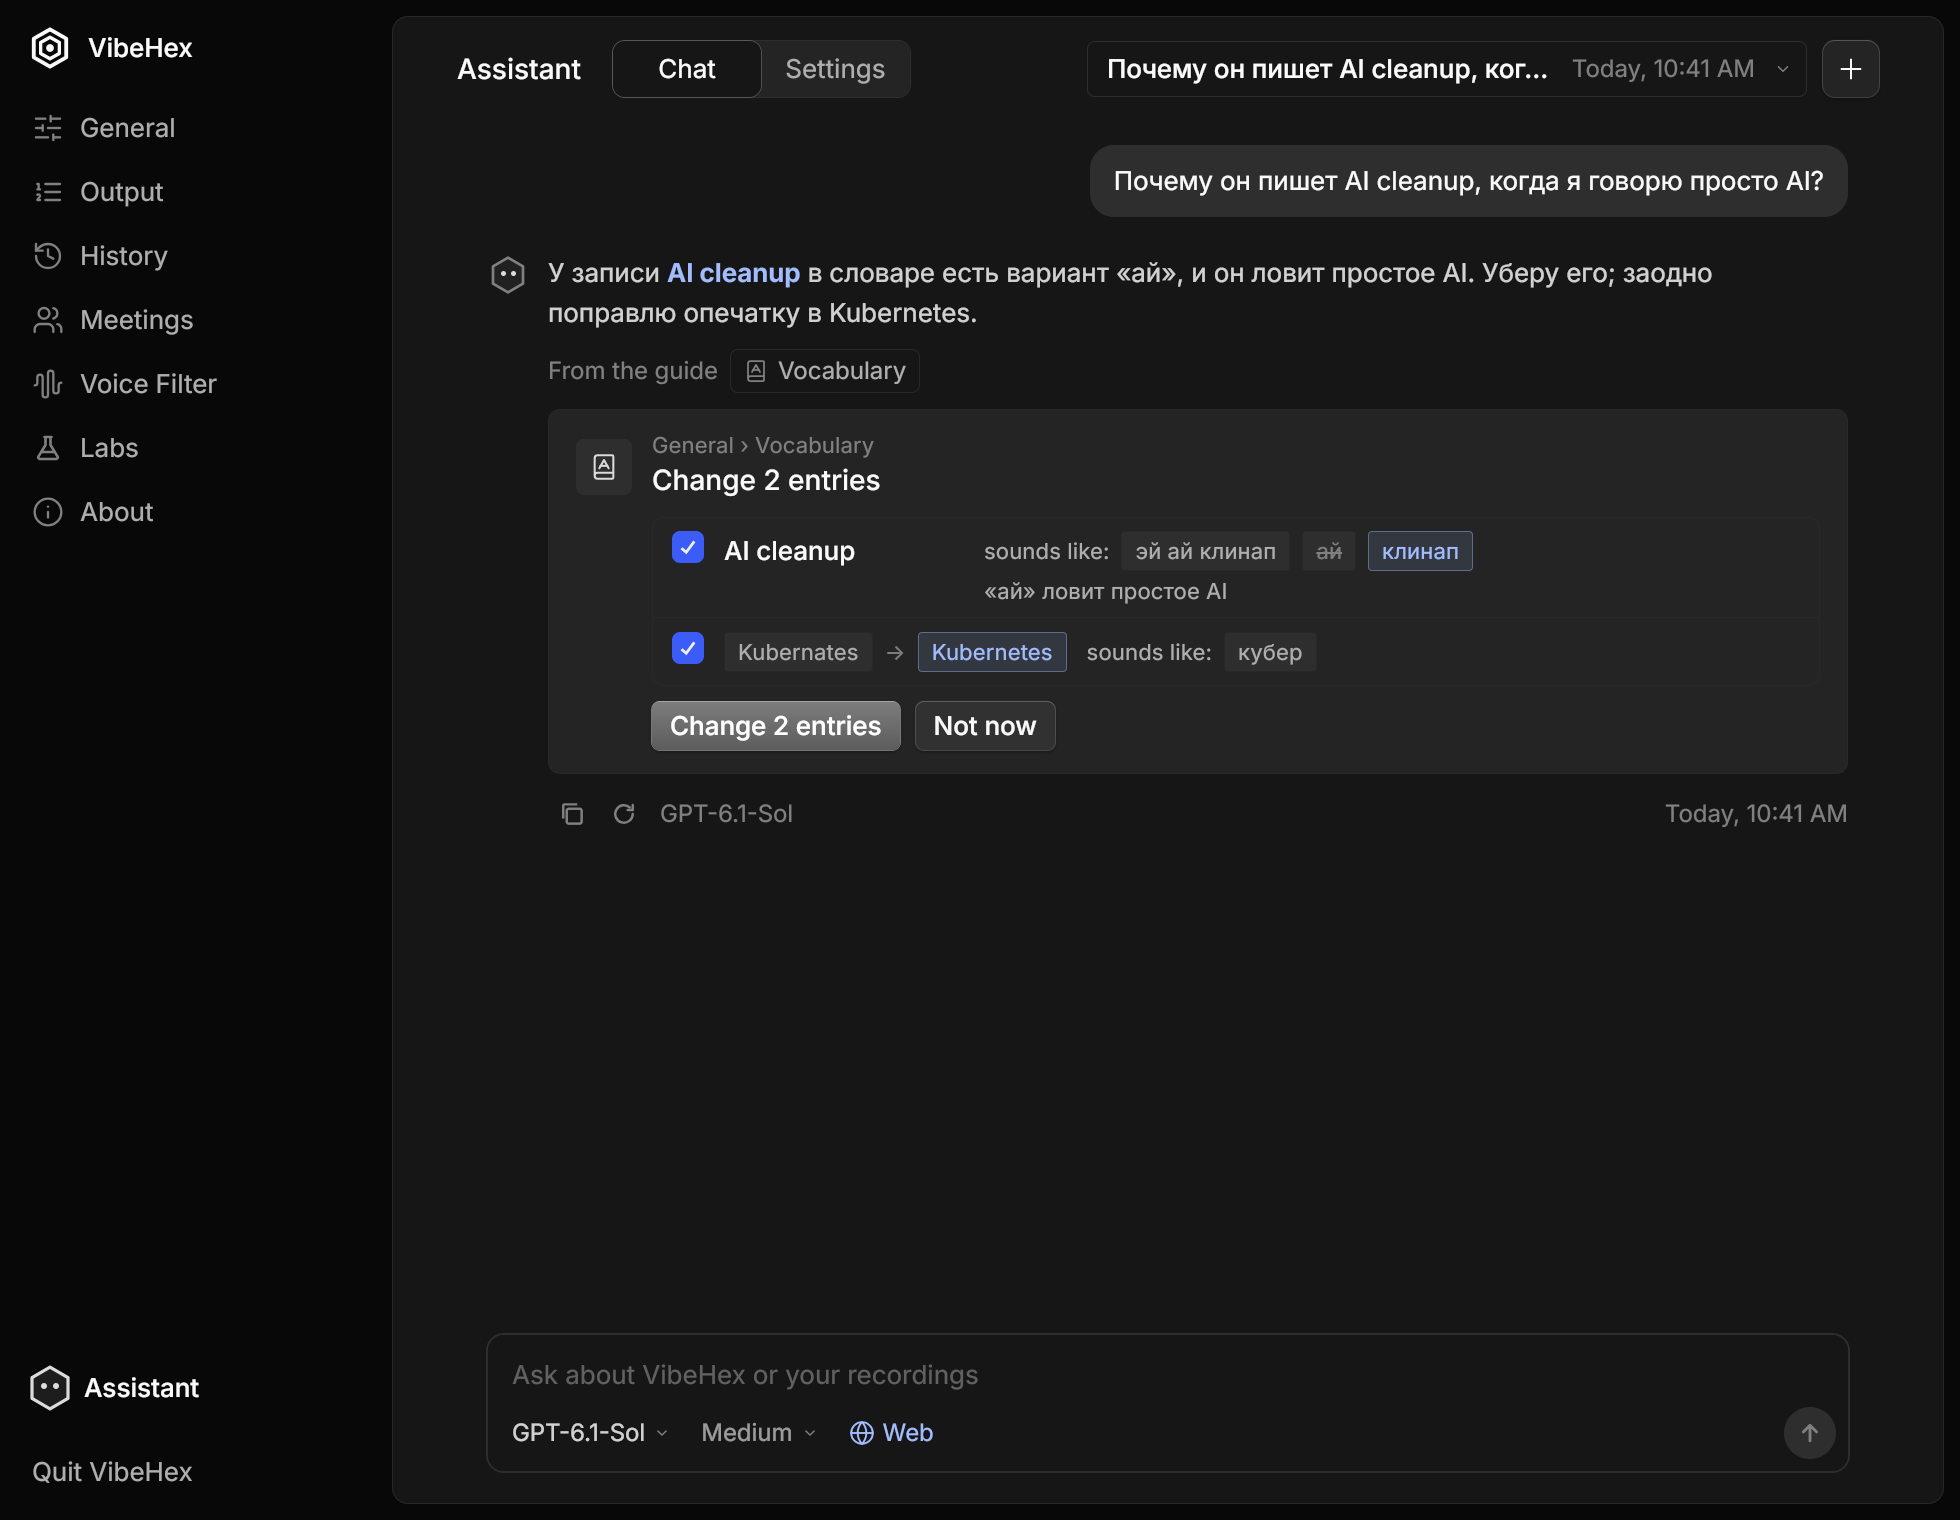 VibeHex
General
Output
History
Meetings
Voice Filter
Labs
About
Assistant
Quit VibeHex
Assistant
Chat
Settings
Почему он пишет AI cleanup, ког... Today, 10:41 AM
Почему он пишет AI cleanup, когда я говорю просто AI?
У записи AI cleanup в словаре есть вариант «ай», и он ловит простое AI. Уберу его; заодно
поправлю опечатку в Kubernetes.
From the guide Vocabulary
General › Vocabulary
Change 2 entries
AI cleanup sounds like: эй ай клинап ай клинап
«ай» ловит простое AI
Kubernates → Kubernetes sounds like: кубер
Change 2 entries Not now
GPT-6.1-Sol Today, 10:41 AM
Ask about VibeHex or your recordings
GPT-6.1-Sol Medium Web